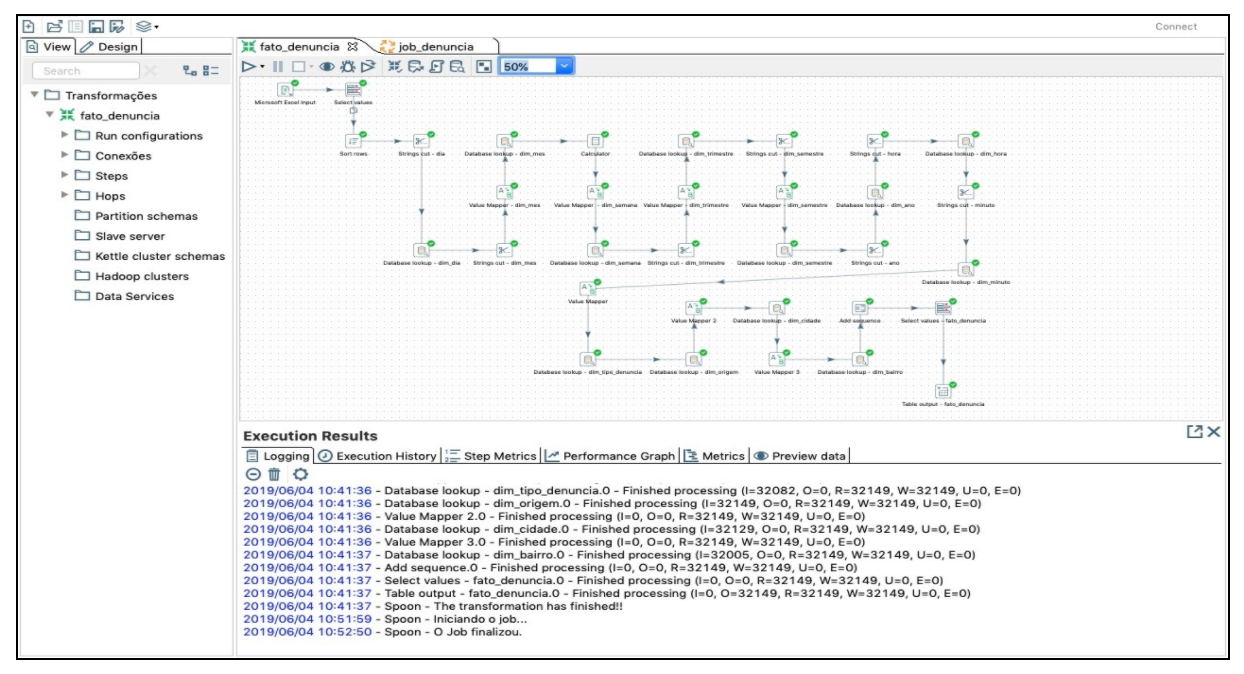 Connect
View Design
fato_denuncia job_denuncia
Search
50%
Transformações
fato_denuncia
Run configurations
Conexões
Steps
Hops
Partition schemas
Slave server
Kettle cluster schemas
Hadoop clusters
Data Services
Microsoft Excel Input Select values
Sort rows Strings cut - dia Database lookup - dim_mes Calculator Database lookup - dim_trimestre Strings cut - dim_semestre Strings cut - hora Database lookup - dim_hora
Value Mapper - dim_mes Value Mapper - dim_semana Value Mapper - dim_trimestre Value Mapper - dim_semestre Database lookup - dim_ano Strings cut - minuto
Database lookup - dim_dia Strings cut - dim_mes Database lookup - dim_semana Strings cut - dim_trimestre Database lookup - dim_semestre Strings cut - ano
Database lookup - dim_minuto
Value Mapper
Value Mapper 2 Database lookup - dim_cidade Add sequence Select values - fato_denuncia
Database lookup - dim_tipo_denuncia Database lookup - dim_origem Value Mapper 3 Database lookup - dim_bairro
Table output - fato_denuncia
Execution Results
Logging Execution History Step Metrics Performance Graph Metrics Preview data
2019/06/04 10:41:36 - Database lookup - dim_tipo_denuncia.0 - Finished processing (I=32082, O=0, R=32149, W=32149, U=0, E=0)
2019/06/04 10:41:36 - Database lookup - dim_origem.0 - Finished processing (I=32149, O=0, R=32149, W=32149, U=0, E=0)
2019/06/04 10:41:36 - Value Mapper 2.0 - Finished processing (I=0, O=0, R=32149, W=32149, U=0, E=0)
2019/06/04 10:41:36 - Database lookup - dim_cidade.0 - Finished processing (I=32129, O=0, R=32149, W=32149, U=0, E=0)
2019/06/04 10:41:36 - Value Mapper 3.0 - Finished processing (I=0, O=0, R=32149, W=32149, U=0, E=0)
2019/06/04 10:41:37 - Database lookup - dim_bairro.0 - Finished processing (I=32005, O=0, R=32149, W=32149, U=0, E=0)
2019/06/04 10:41:37 - Add sequence.0 - Finished processing (I=0, O=0, R=32149, W=32149, U=0, E=0)
2019/06/04 10:41:37 - Select values - fato_denuncia.0 - Finished processing (I=0, O=0, R=32149, W=32149, U=0, E=0)
2019/06/04 10:41:37 - Table output - fato_denuncia.0 - Finished processing (I=0, O=32149, R=32149, W=32149, U=0, E=0)
2019/06/04 10:41:37 - Spoon - The transformation has finished!!
2019/06/04 10:51:59 - Spoon - Iniciando o job...
2019/06/04 10:52:50 - Spoon - O Job finalizou.